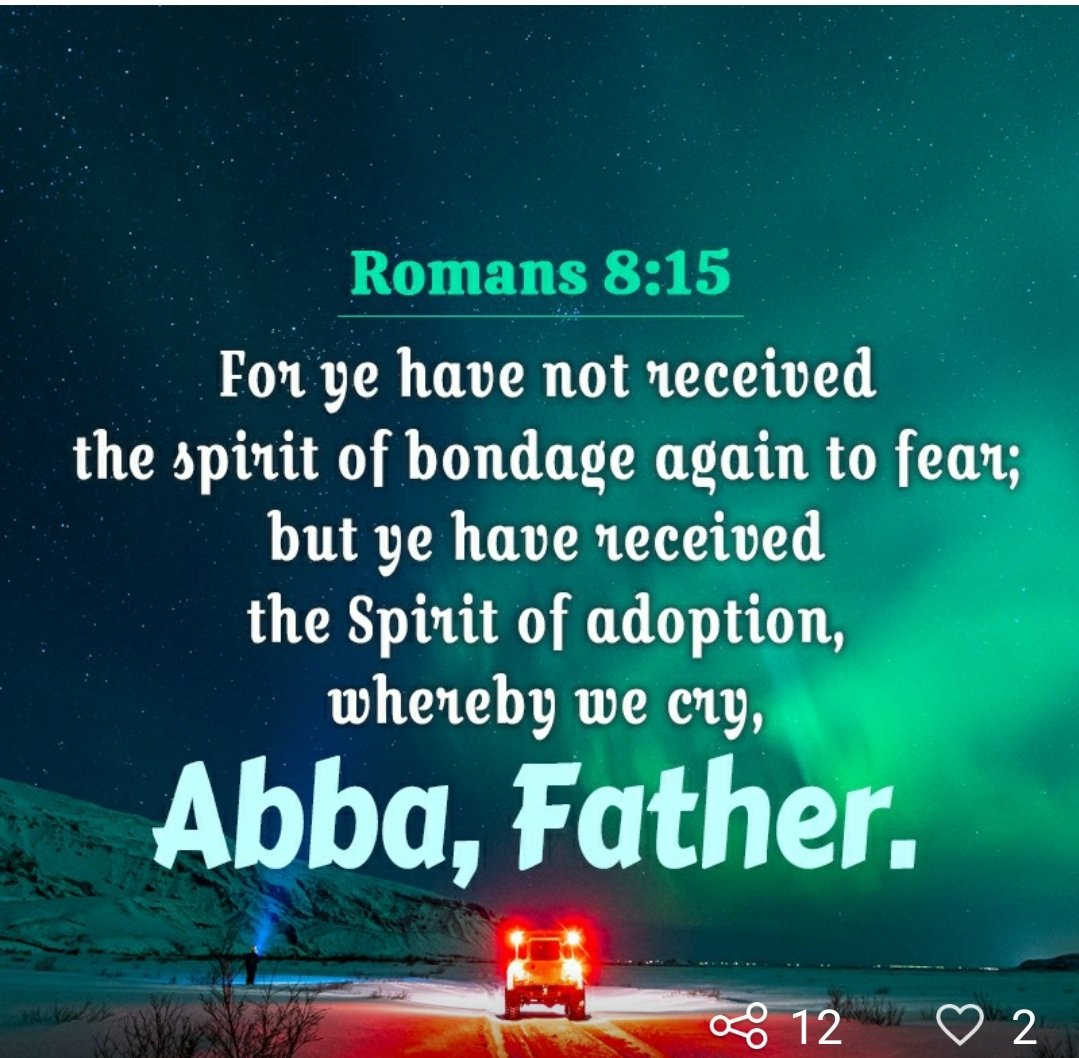 Romans 8:15
For ye have not received
the spirit of bondage again to fear;
but ye have received
the Spirit of adoption,
whereby we cry,
Abba, Father.
12 2